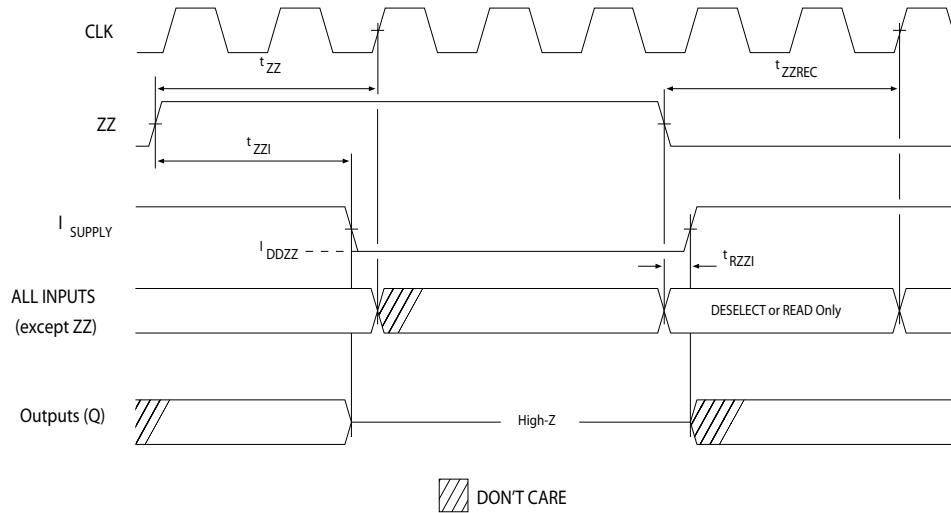 CLK
t ZZ
t ZZREC
ZZ
t ZZI
I SUPPLY
I DDZZ
t RZZI
ALL INPUTS
(except ZZ)
DESELECT or READ Only
Outputs (Q)
High-Z
DON'T CARE